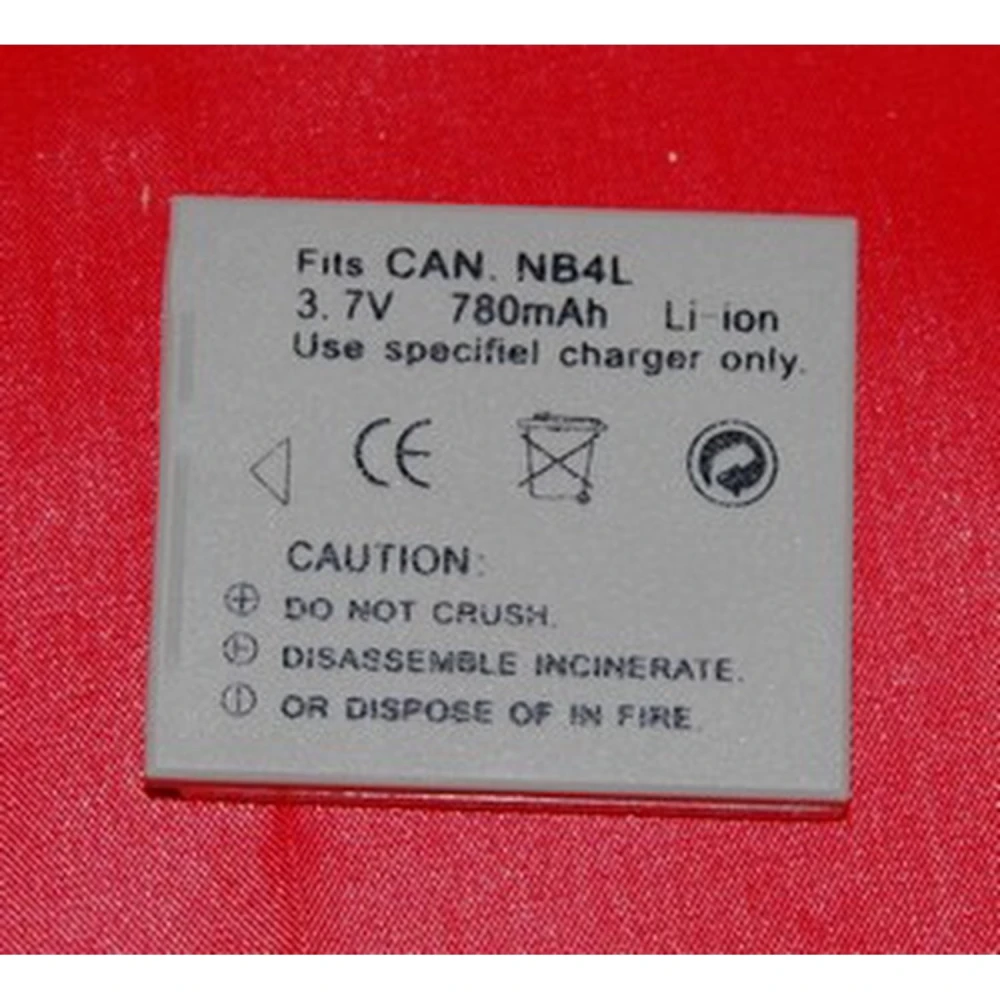 Fits CAN. NB4L
3.7V 780mAh Li-ion
Use specifiel charger only.
CE
CAUTION:
DO NOT CRUSH.
DISASSEMBLE INCINERATE.
OR DISPOSE OF IN FIRE.